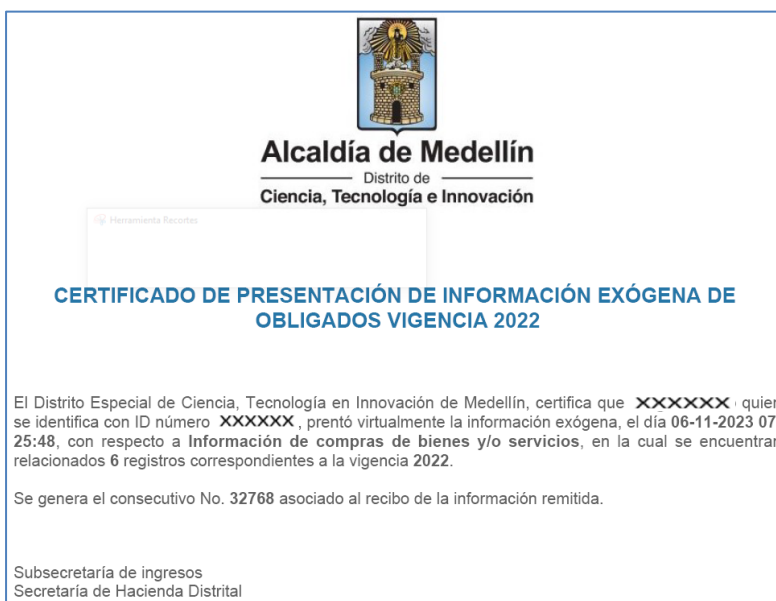 Alcaldía de Medellín
Distrito de
Ciencia, Tecnología e Innovación
Herramienta Recortes
CERTIFICADO DE PRESENTACIÓN DE INFORMACIÓN EXÓGENA DE
OBLIGADOS VIGENCIA 2022
El Distrito Especial de Ciencia, Tecnología en Innovación de Medellín, certifica que XXXXXX quien
se identifica con ID número XXXXXX , prentó virtualmente la información exógena, el día 06-11-2023 07
25:48, con respecto a Información de compras de bienes y/o servicios, en la cual se encuentran
relacionados 6 registros correspondientes a la vigencia 2022.
Se genera el consecutivo No. 32768 asociado al recibo de la información remitida.
Subsecretaría de ingresos
Secretaría de Hacienda Distrital